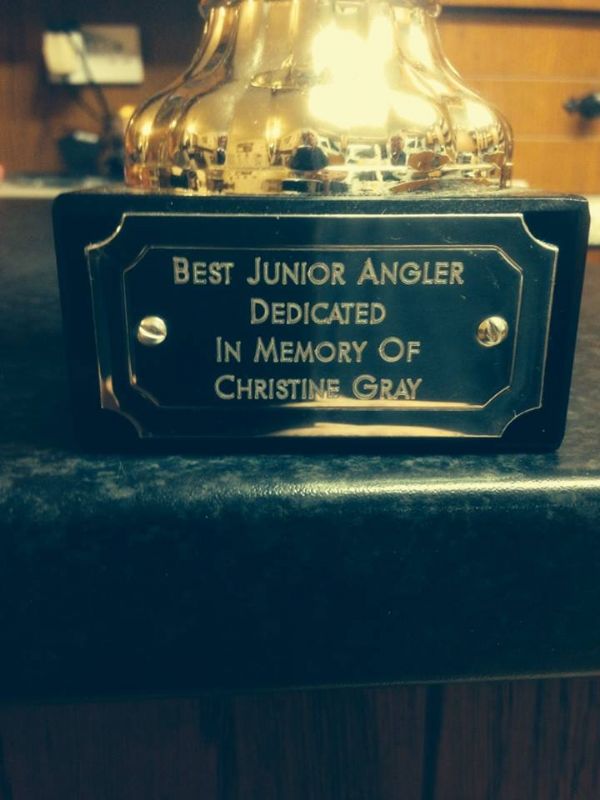 Best Junior Angler
Dedicated
In Memory Of
Christine Gray